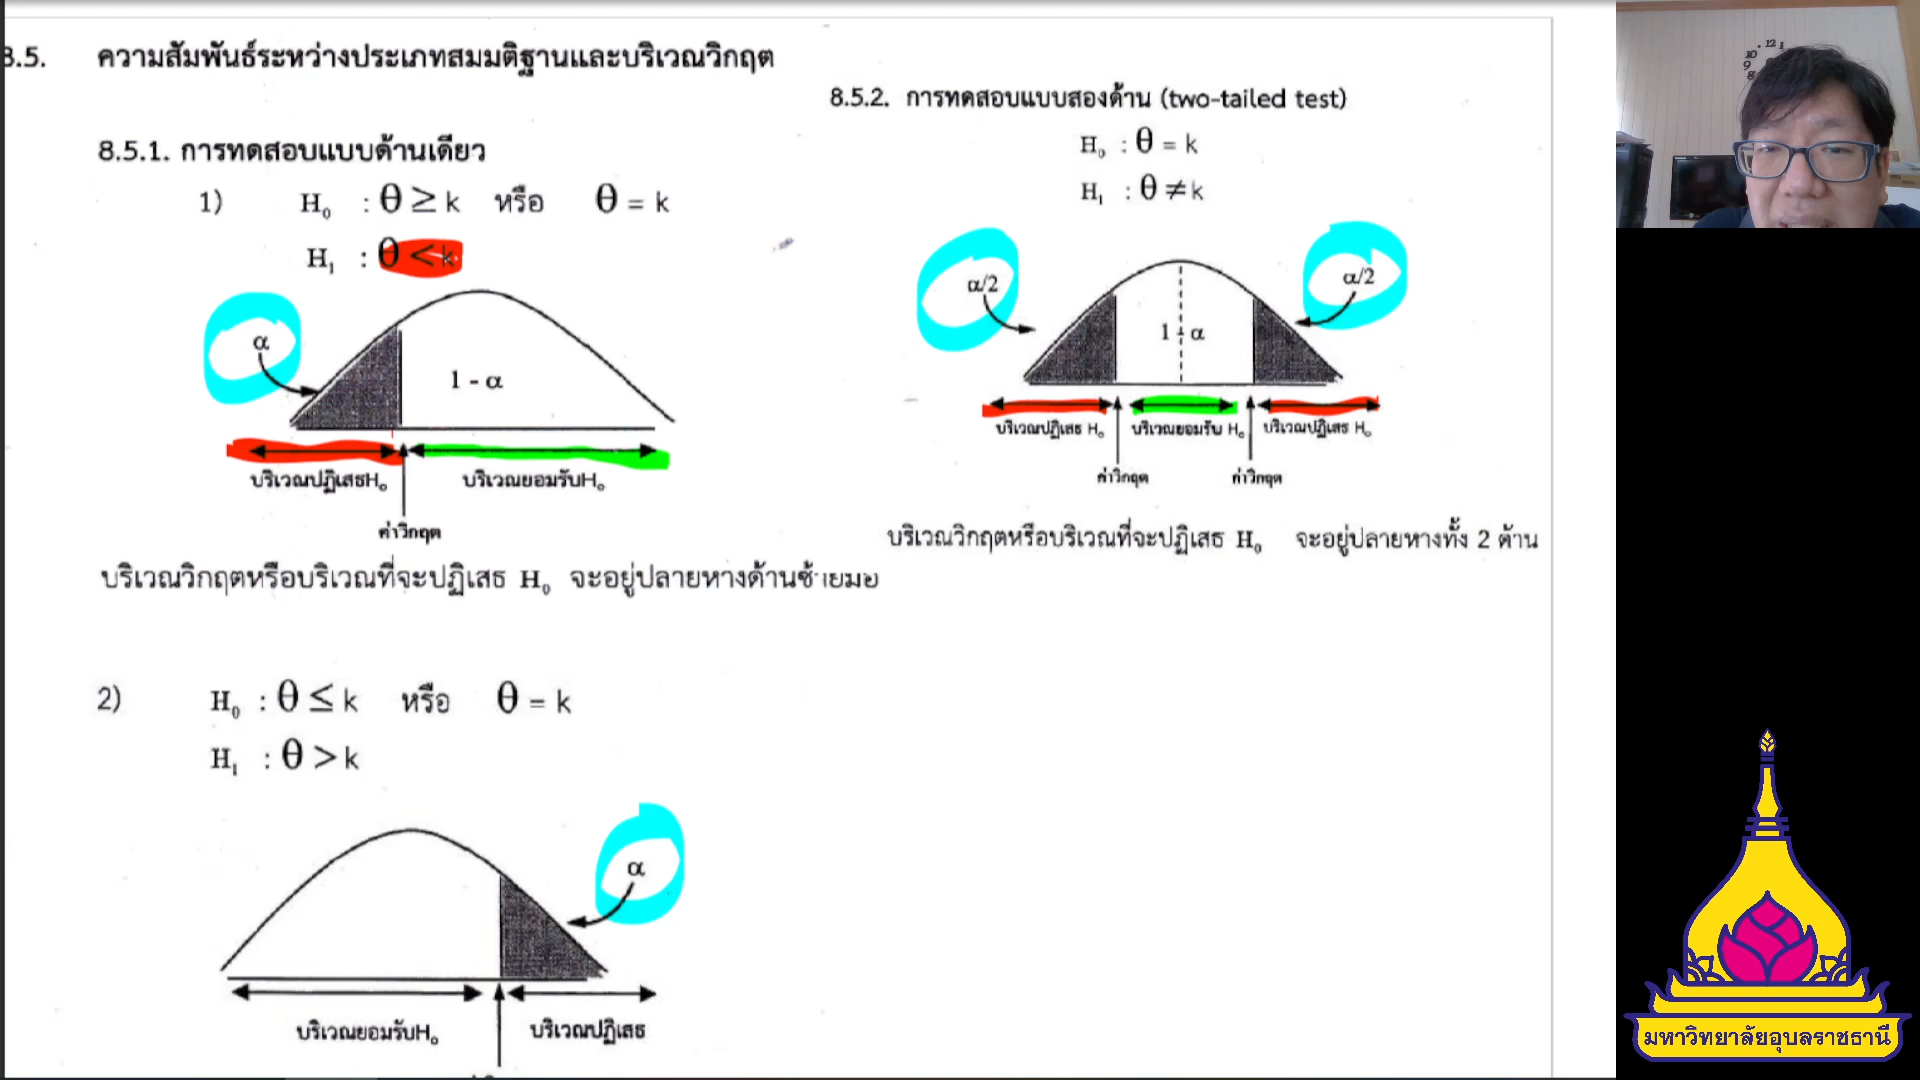 8.5. ความสัมพันธ์ระหว่างประเภทสมมติฐานและบริเวณวิกฤต
8.5.1. การทดสอบแบบด้านเดียว
1) H₀ : θ ≥ k หรือ θ = k
H₁ : θ < k
α
1 - α
บริเวณปฏิเสธH₀ บริเวณยอมรับH₀
ค่าวิกฤต
บริเวณวิกฤตหรือบริเวณที่จะปฏิเสธ H₀ จะอยู่ปลายหางด้านซ้ายมือ
2) H₀ : θ ≤ k หรือ θ = k
H₁ : θ > k
α
บริเวณยอมรับH₀ บริเวณปฏิเสธ
8.5.2. การทดสอบแบบสองด้าน (two-tailed test)
H₀ : θ = k
H₁ : θ ≠ k
α/2 α/2
1 - α
บริเวณปฏิเสธ H₀ บริเวณยอมรับ H₀ บริเวณปฏิเสธ H₀
ค่าวิกฤต ค่าวิกฤต
บริเวณวิกฤตหรือบริเวณที่จะปฏิเสธ H₀ จะอยู่ปลายหางทั้ง 2 ด้าน
มหาวิทยาลัยอุบลราชธานี